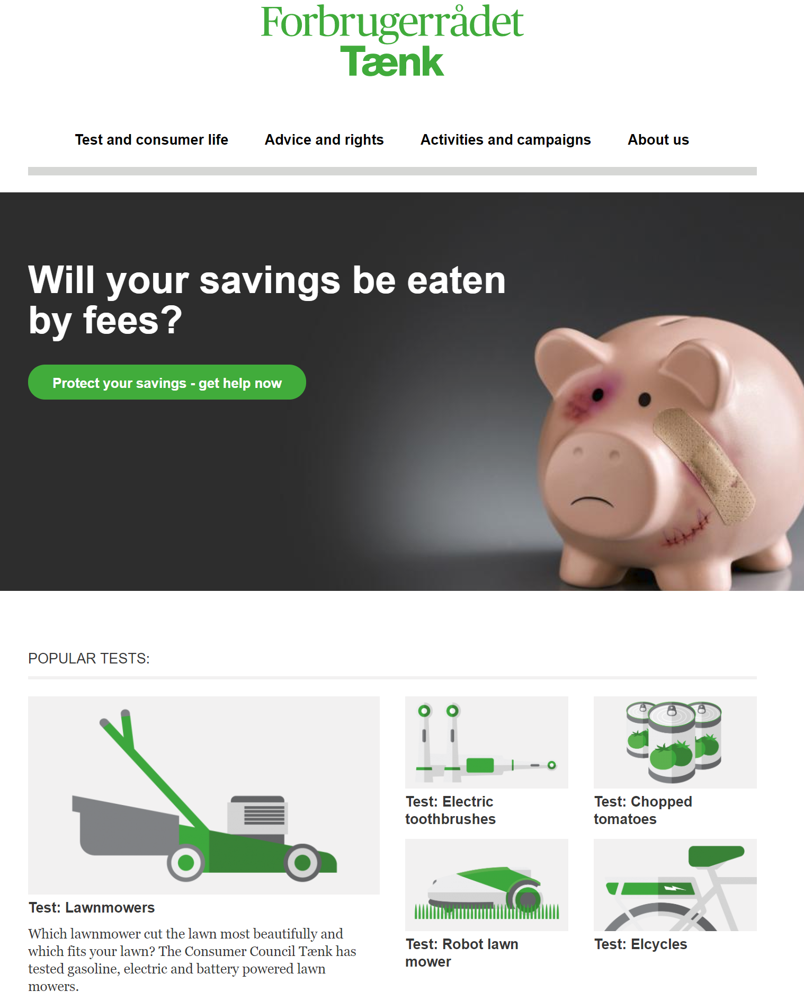 Forbrugerrådet
Tænk
Test and consumer life
Advice and rights
Activities and campaigns
About us
Will your savings be eaten
by fees?
Protect your savings - get help now
POPULAR TESTS:
Test: Lawnmowers
Which lawnmower cut the lawn most beautifully and
which fits your lawn? The Consumer Council Tænk has
tested gasoline, electric and battery powered lawn
mowers.
Test: Electric
toothbrushes
Test: Chopped
tomatoes
Test: Robot lawn
mower
Test: Elcycles